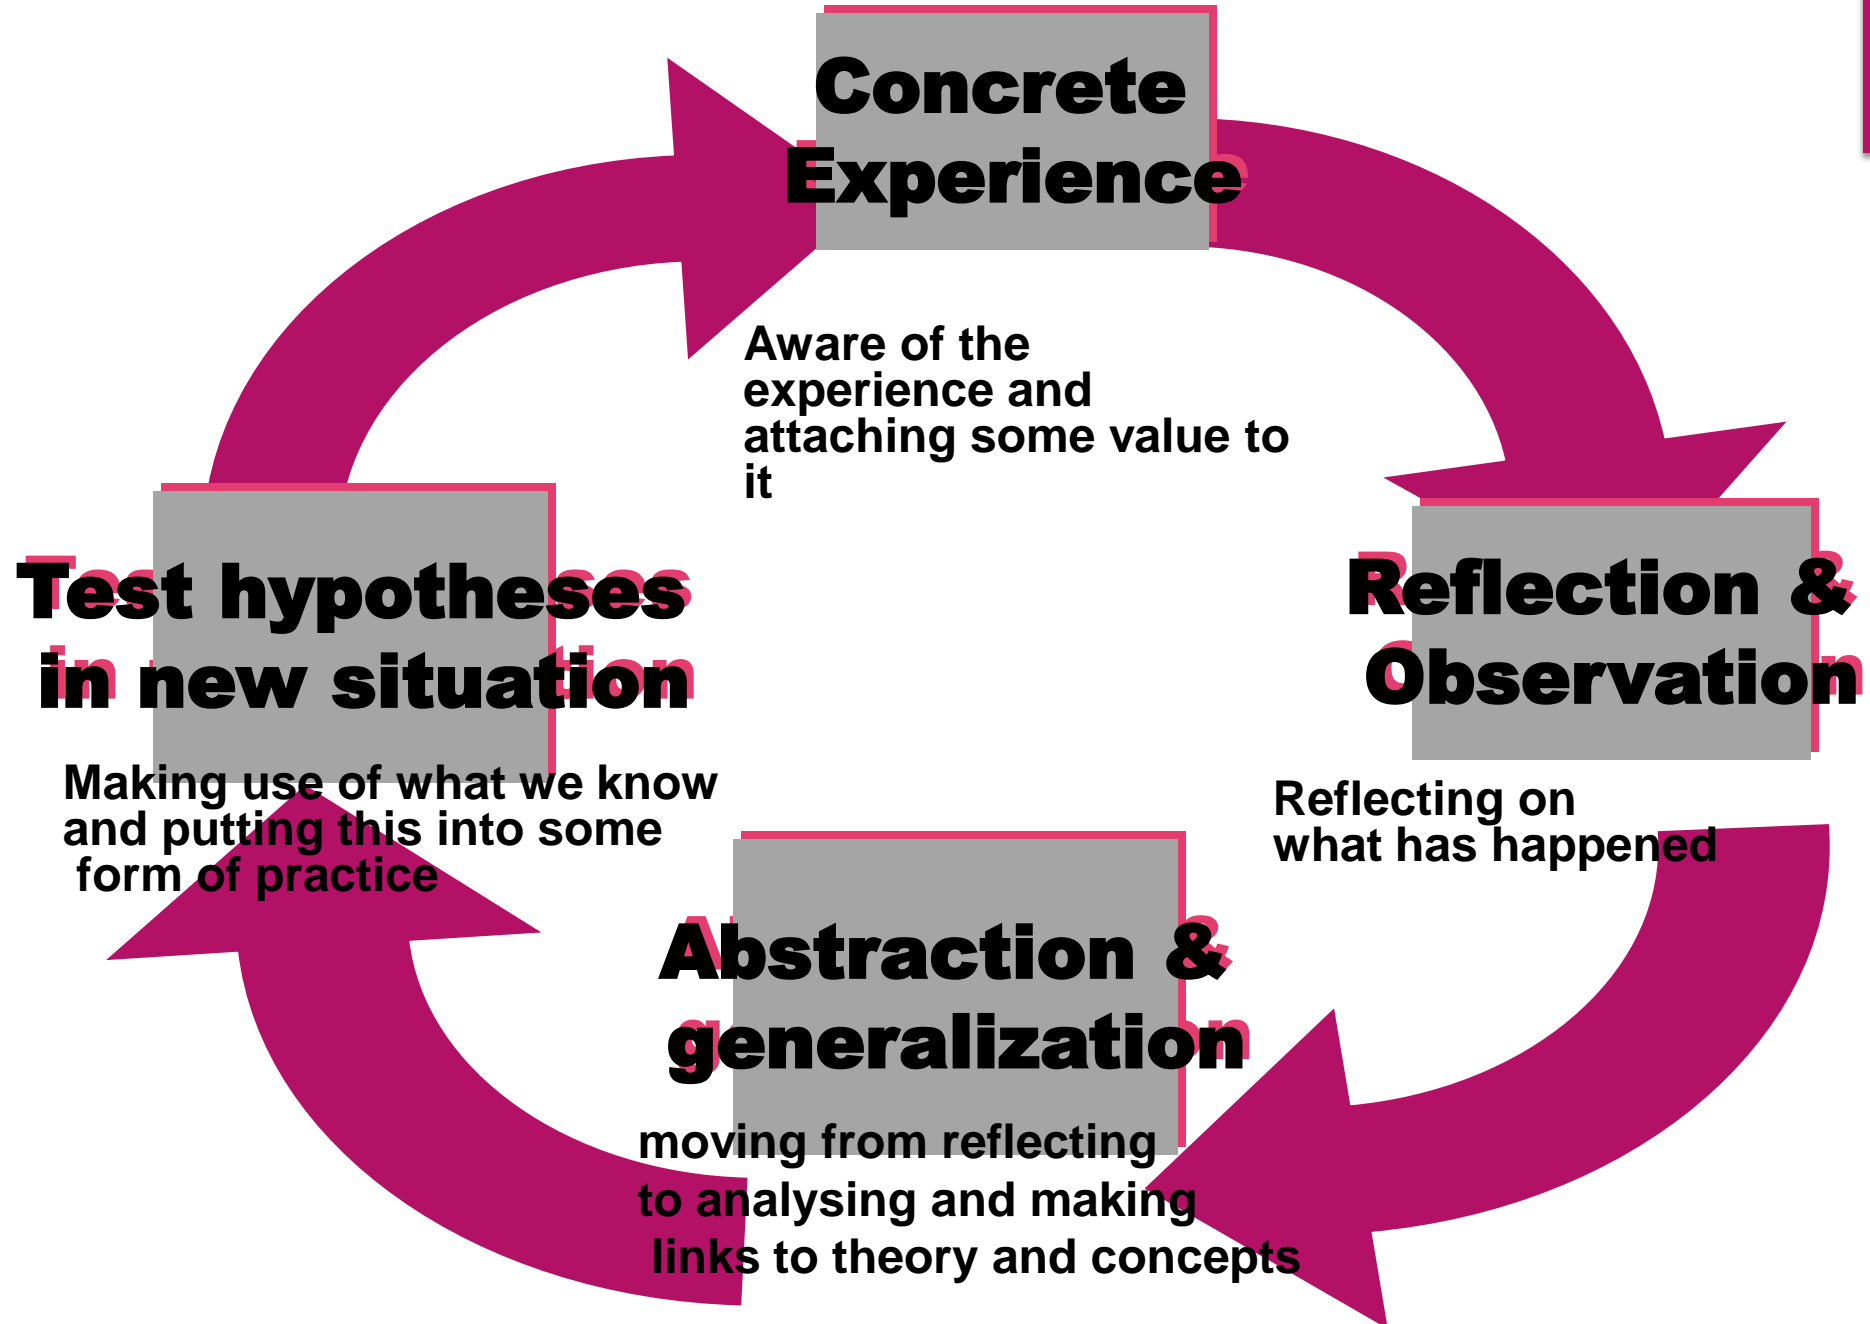 Concrete
Experience
Aware of the
experience and
attaching some value to
it
Reflection &
Observation
Reflecting on
what has happened
Abstraction &
generalization
moving from reflecting
to analysing and making
links to theory and concepts
Test hypotheses
in new situation
Making use of what we know
and putting this into some
form of practice